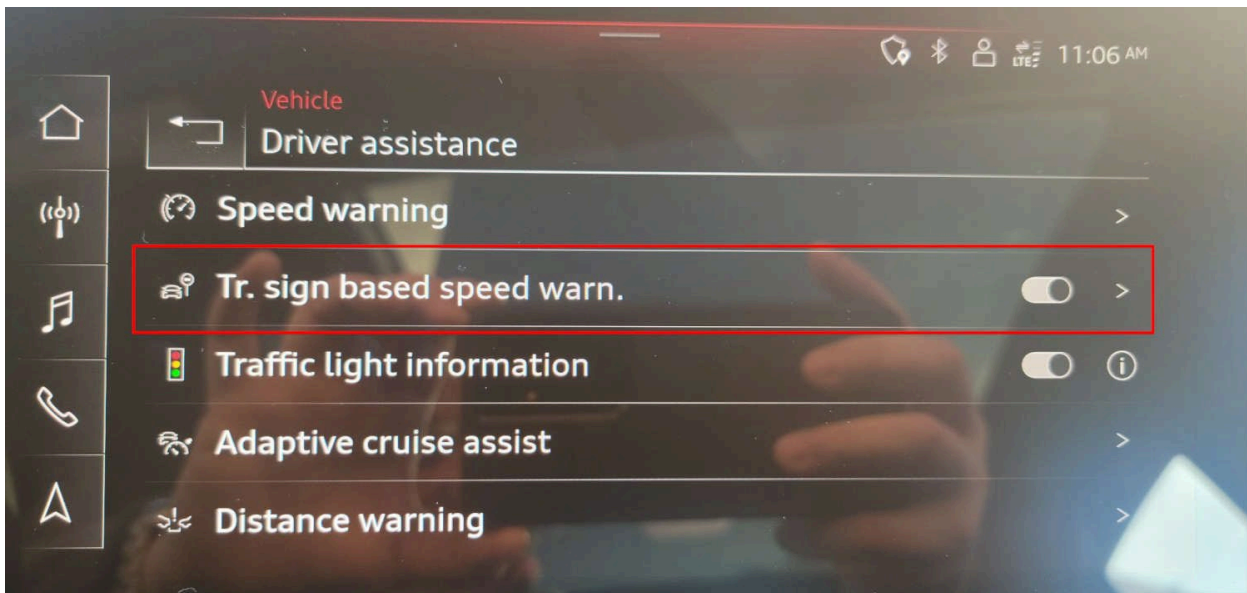 LTE 11:06 AM
Vehicle
Driver assistance
Speed warning
Tr. sign based speed warn.
Traffic light information
Adaptive cruise assist
Distance warning